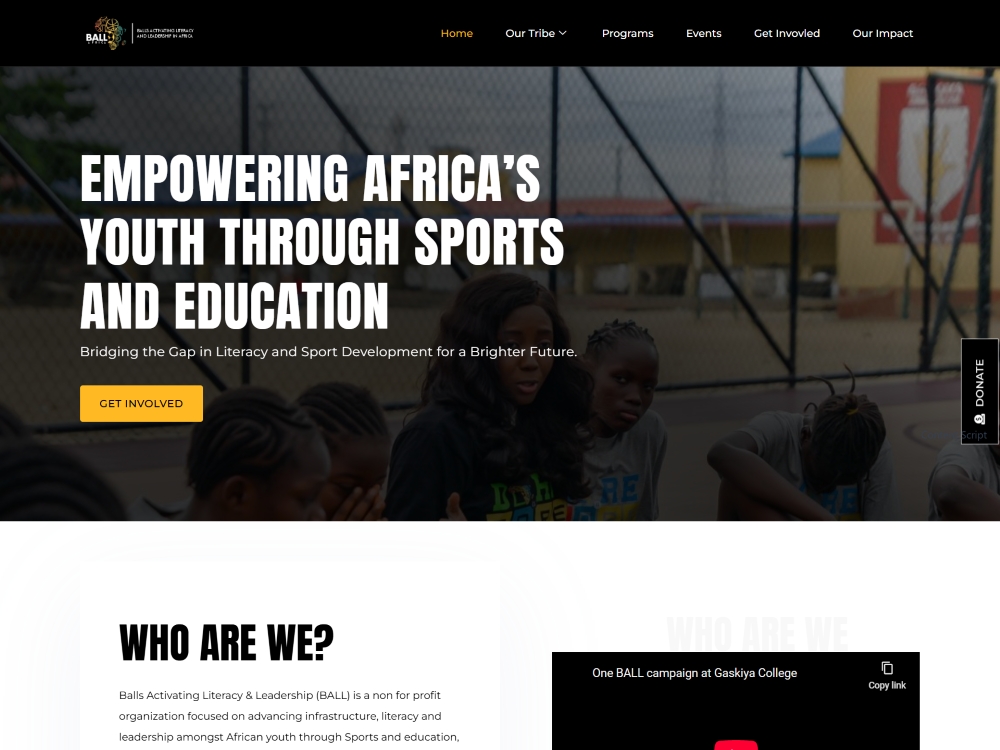 BALL
AFRICA
BALLS ACTIVATING LITERACY
AND LEADERSHIP IN AFRICA
Home
Our Tribe
Programs
Events
Get Invovled
Our Impact
EMPOWERING AFRICA’S
YOUTH THROUGH SPORTS
AND EDUCATION
Bridging the Gap in Literacy and Sport Development for a Brighter Future.
GET INVOLVED
DONATE
Script
WHO ARE WE?
Balls Activating Literacy & Leadership (BALL) is a non for profit
organization focused on advancing infrastructure, literacy and
leadership amongst African youth through Sports and education,
WHO ARE WE
One BALL campaign at Gaskiya College
Copy link